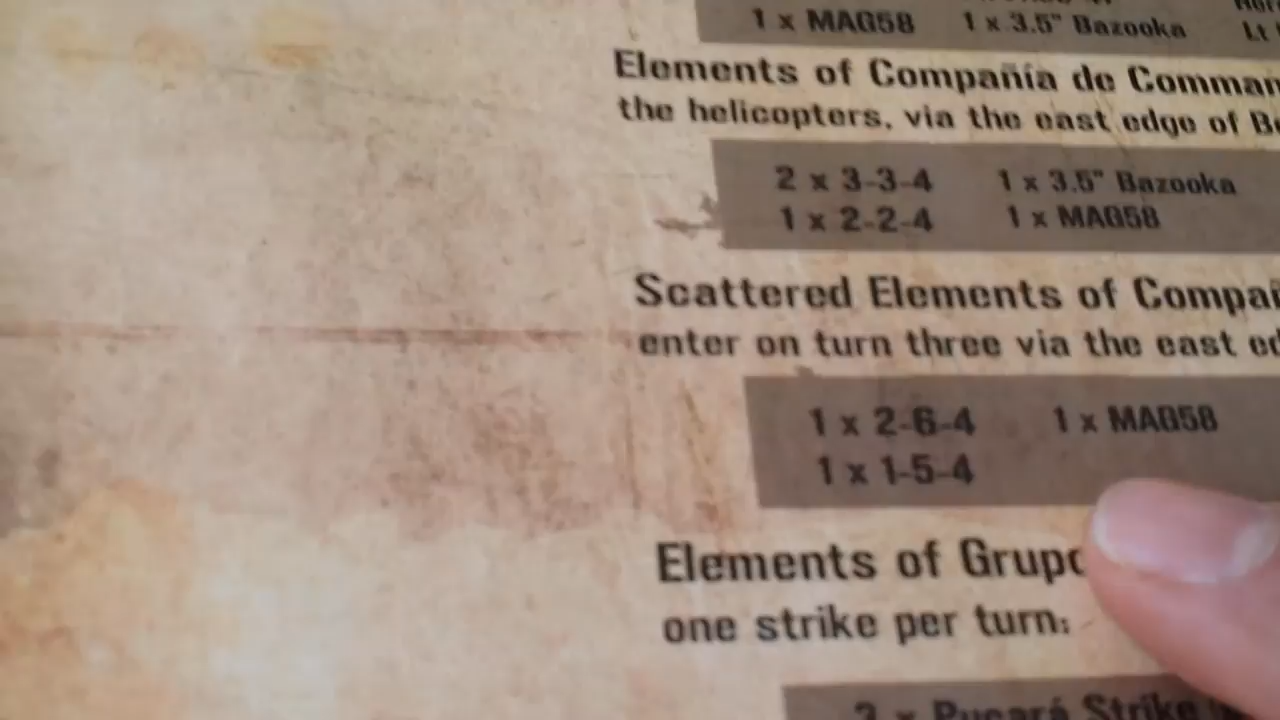 1 x MAG58 1 x 3.5" Bazooka Lt
Elements of Compañía de
the helicopters, via the east edge of
2 x 3-3-4 1 x 3.5" Bazooka
1 x 2-2-4 1 x MAG58
Scattered Elements of
enter on turn three via the east
1 x 2-6-4 1 x MAG58
1 x 1-5-4
Elements of
one strike per turn:
Pucará Strike